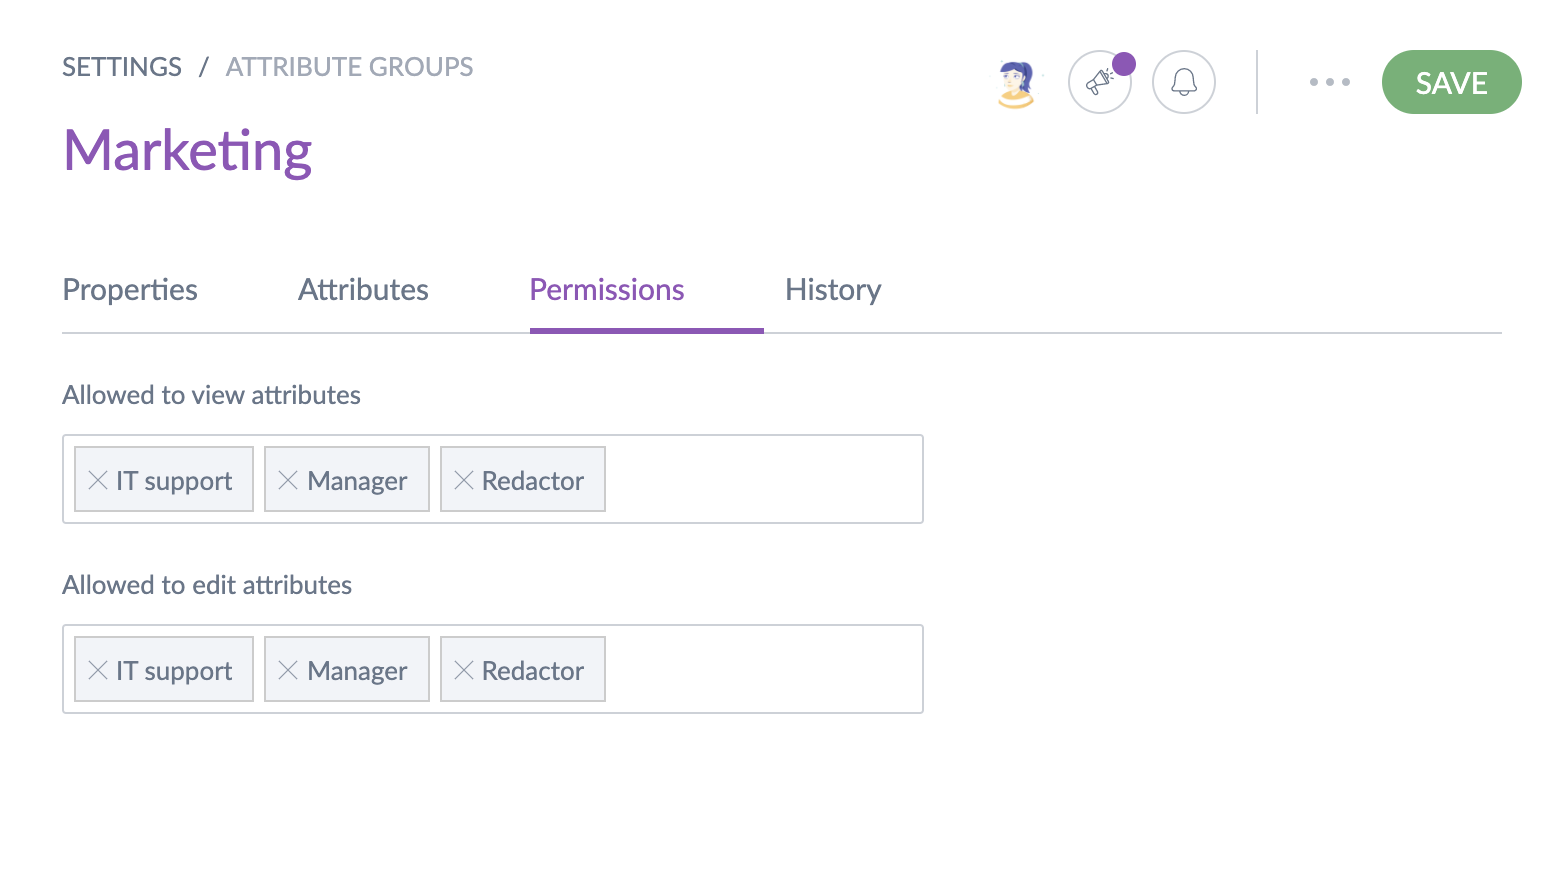 SETTINGS / ATTRIBUTE GROUPS
SAVE
Marketing
Properties Attributes Permissions History
Allowed to view attributes
IT support Manager Redactor
Allowed to edit attributes
IT support Manager Redactor